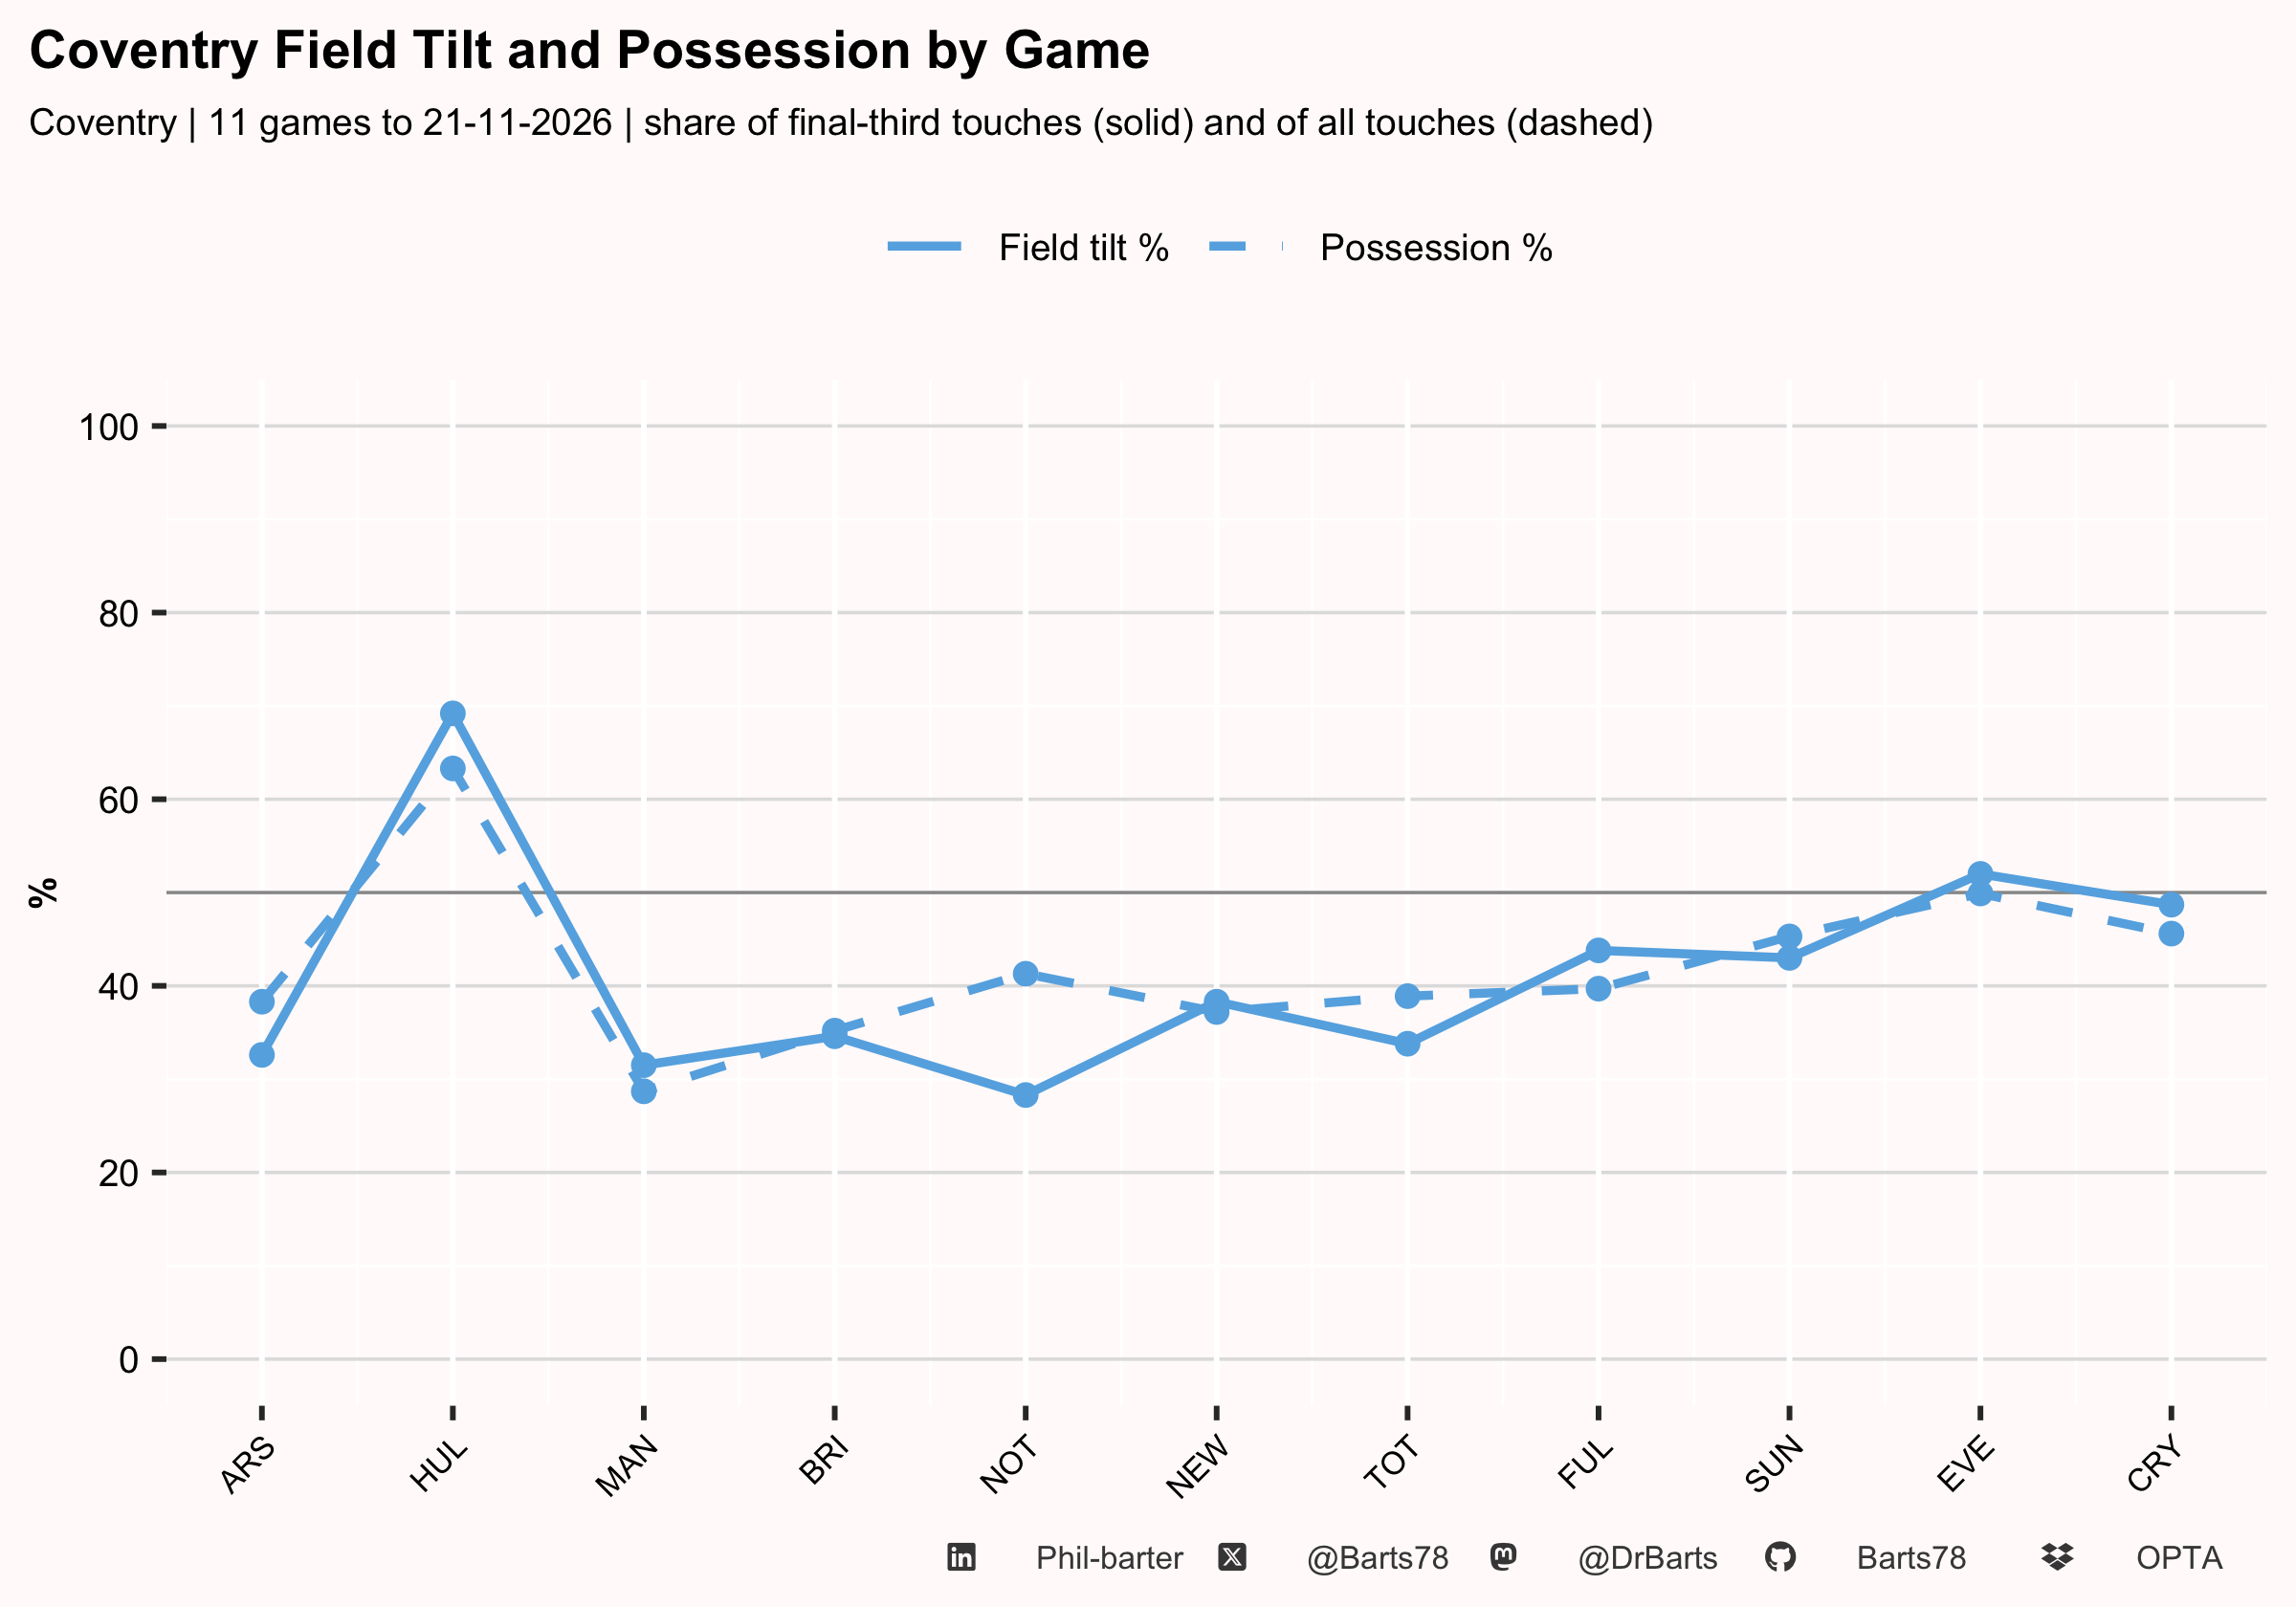 Coventry Field Tilt and Possession by Game
Coventry | 11 games to 21-11-2026 | share of final-third touches (solid) and of all touches (dashed)
Field tilt % Possession %
100
80
60
%
40
20
0
ARS HUL MAN BRI NOT NEW TOT FUL SUN EVE CRY
Phil-barter @Barts78 @DrBarts Barts78 OPTA